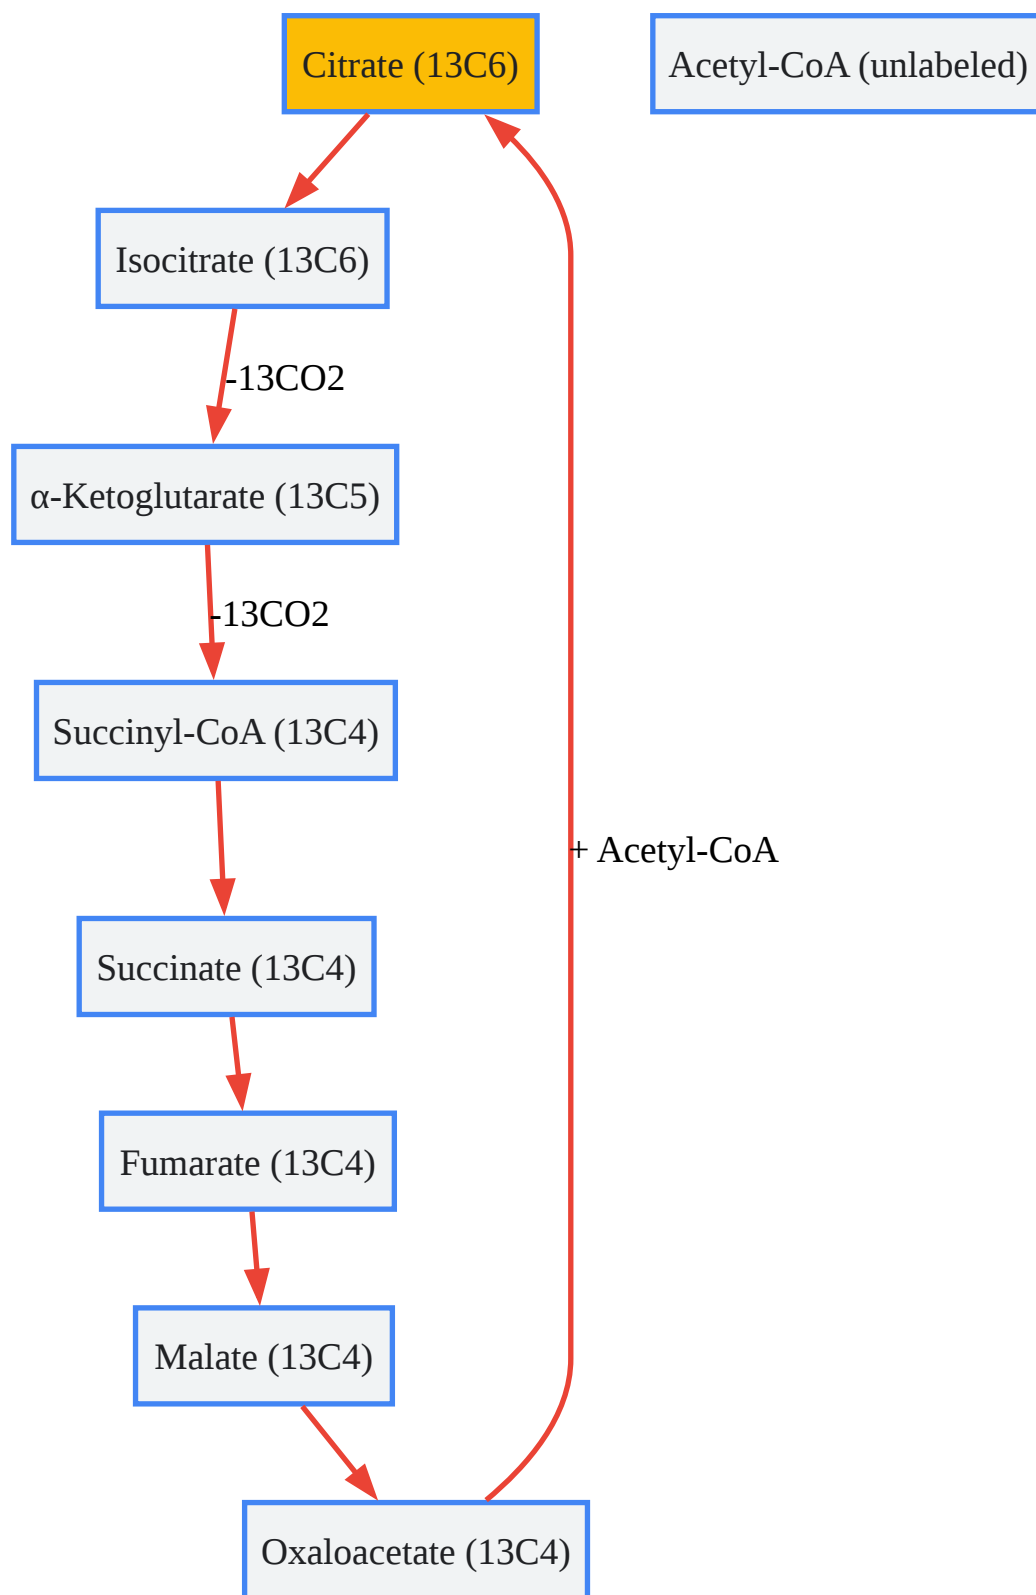 Citrate (13C6)
Acetyl-CoA (unlabeled)
Isocitrate (13C6)
-13CO2
α-Ketoglutarate (13C5)
-13CO2
Succinyl-CoA (13C4)
+ Acetyl-CoA
Succinate (13C4)
Fumarate (13C4)
Malate (13C4)
Oxaloacetate (13C4)